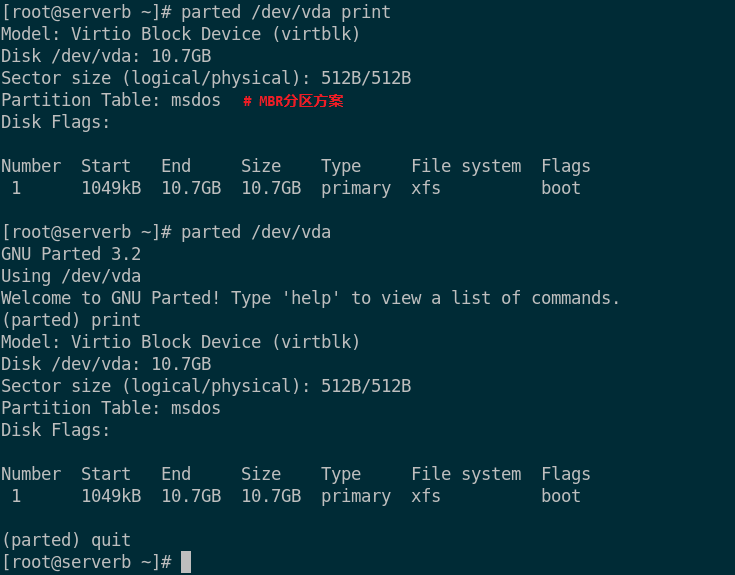 [root@serverb ~]# parted /dev/vda print
Model: Virtio Block Device (virtblk)
Disk /dev/vda: 10.7GB
Sector size (logical/physical): 512B/512B
Partition Table: msdos  # MBR分区方案
Disk Flags:
Number  Start   End     Size    Type     File system  Flags
 1      1049kB  10.7GB  10.7GB  primary  xfs          boot
[root@serverb ~]# parted /dev/vda
GNU Parted 3.2
Using /dev/vda
Welcome to GNU Parted! Type 'help' to view a list of commands.
(parted) print
Model: Virtio Block Device (virtblk)
Disk /dev/vda: 10.7GB
Sector size (logical/physical): 512B/512B
Partition Table: msdos
Disk Flags:
Number  Start   End     Size    Type     File system  Flags
 1      1049kB  10.7GB  10.7GB  primary  xfs          boot
(parted) quit
[root@serverb ~]#